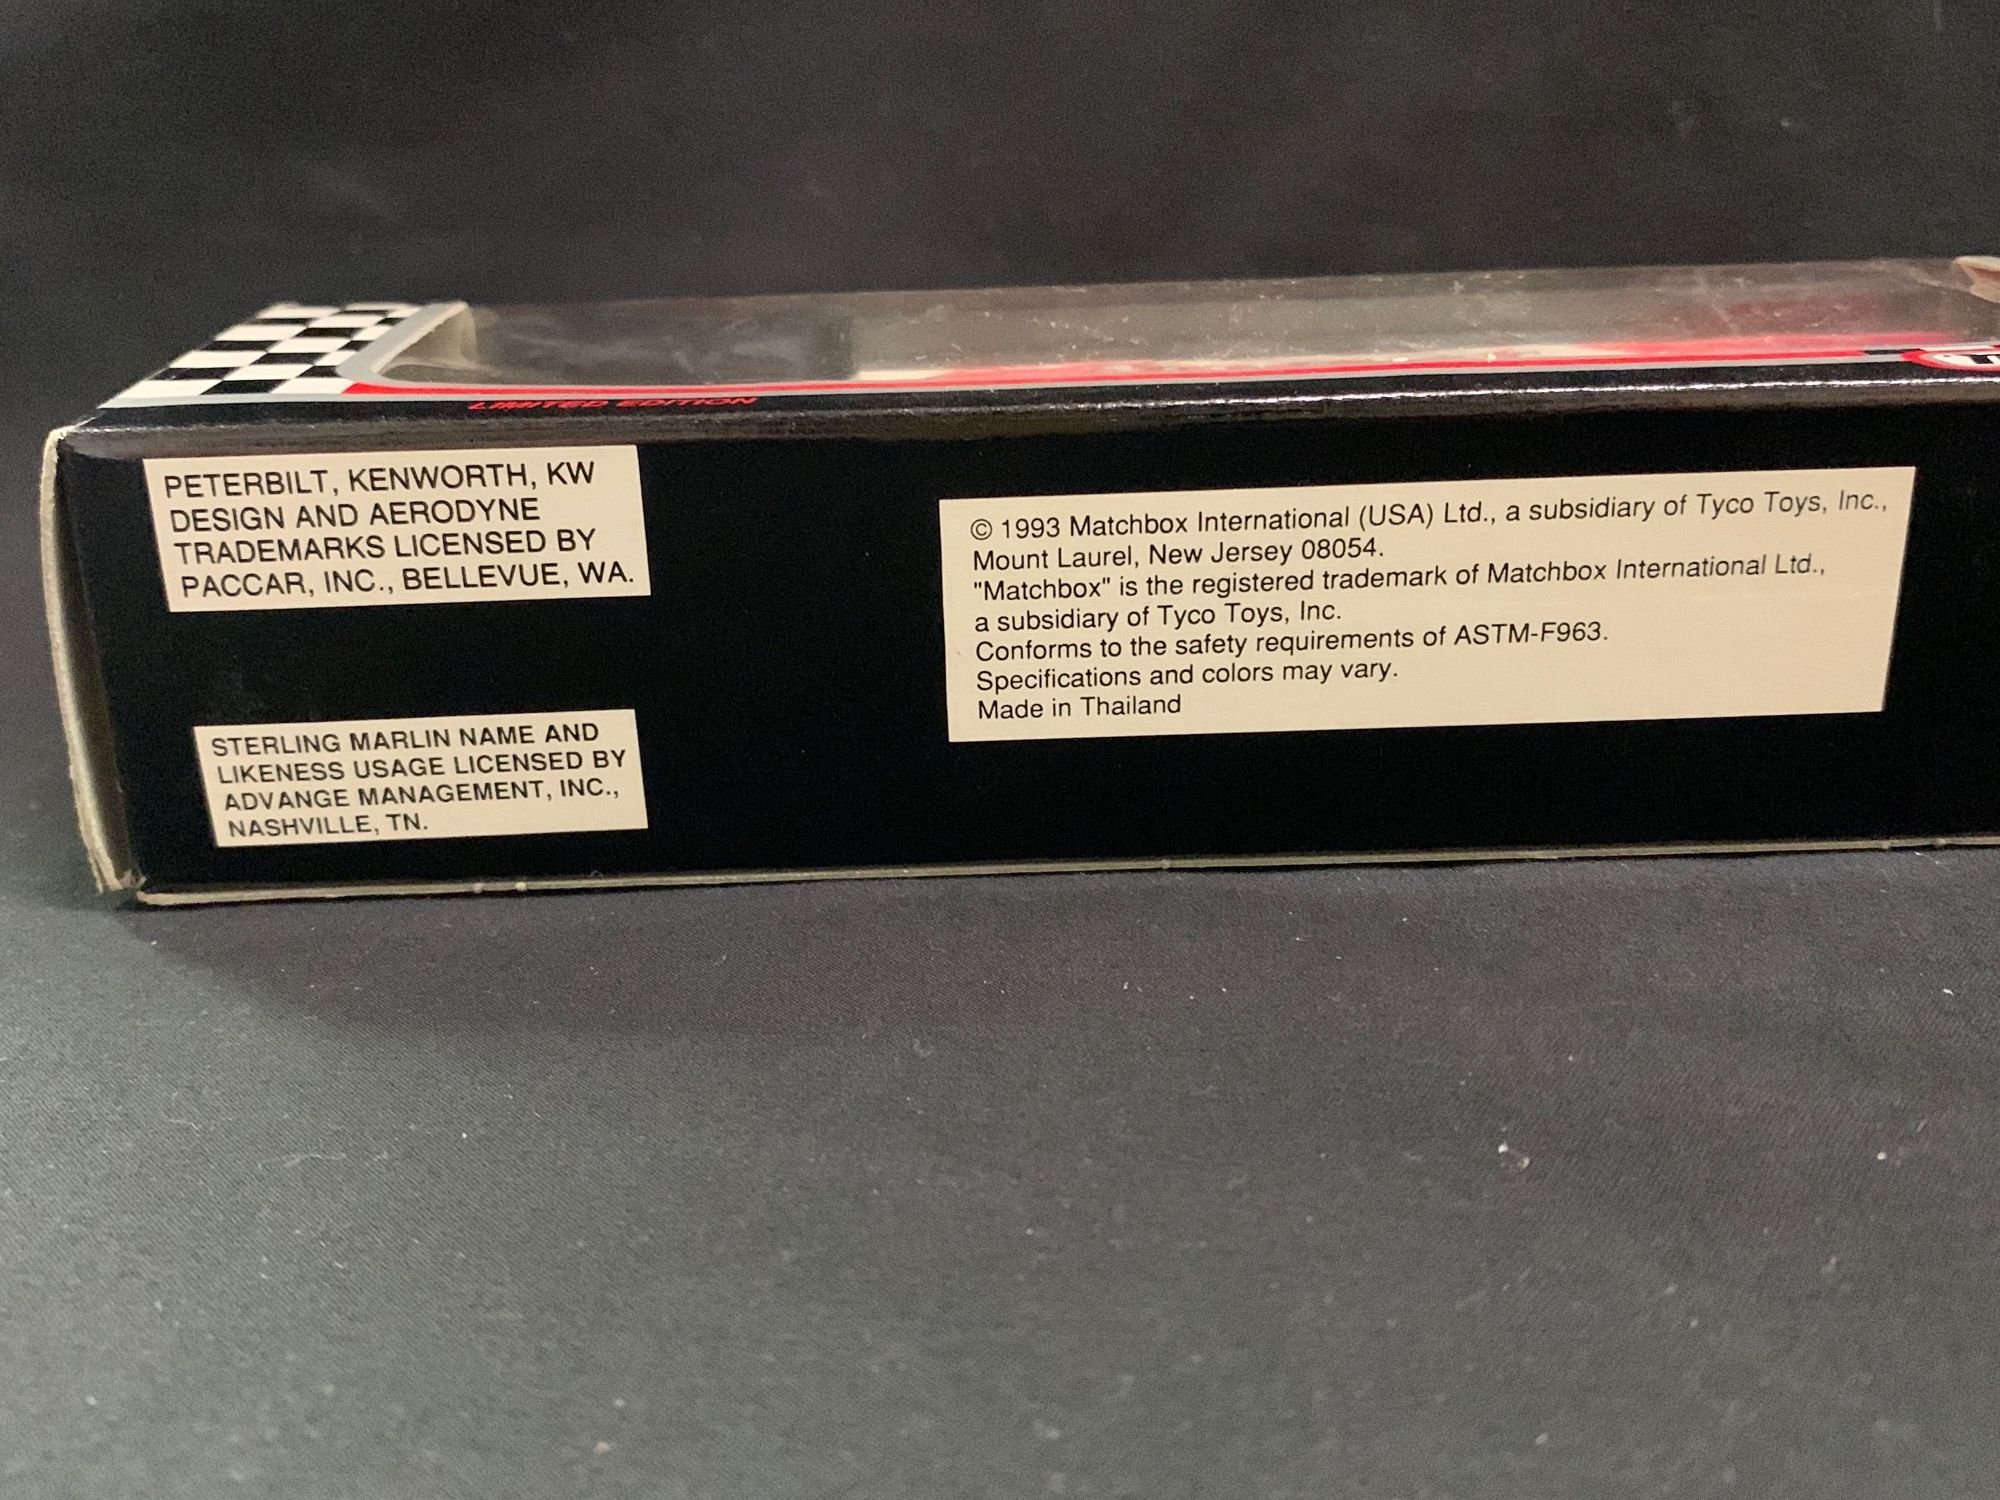 LIMITED EDITION
PETERBILT, KENWORTH, KW
DESIGN AND AERODYNE
TRADEMARKS LICENSED BY
PACCAR, INC., BELLEVUE, WA.
STERLING MARLIN NAME AND
LIKENESS USAGE LICENSED BY
ADVANGE MANAGEMENT, INC.,
NASHVILLE, TN.
© 1993 Matchbox International (USA) Ltd., a subsidiary of Tyco Toys, Inc.,
Mount Laurel, New Jersey 08054.
"Matchbox" is the registered trademark of Matchbox International Ltd.,
a subsidiary of Tyco Toys, Inc.
Conforms to the safety requirements of ASTM-F963.
Specifications and colors may vary.
Made in Thailand